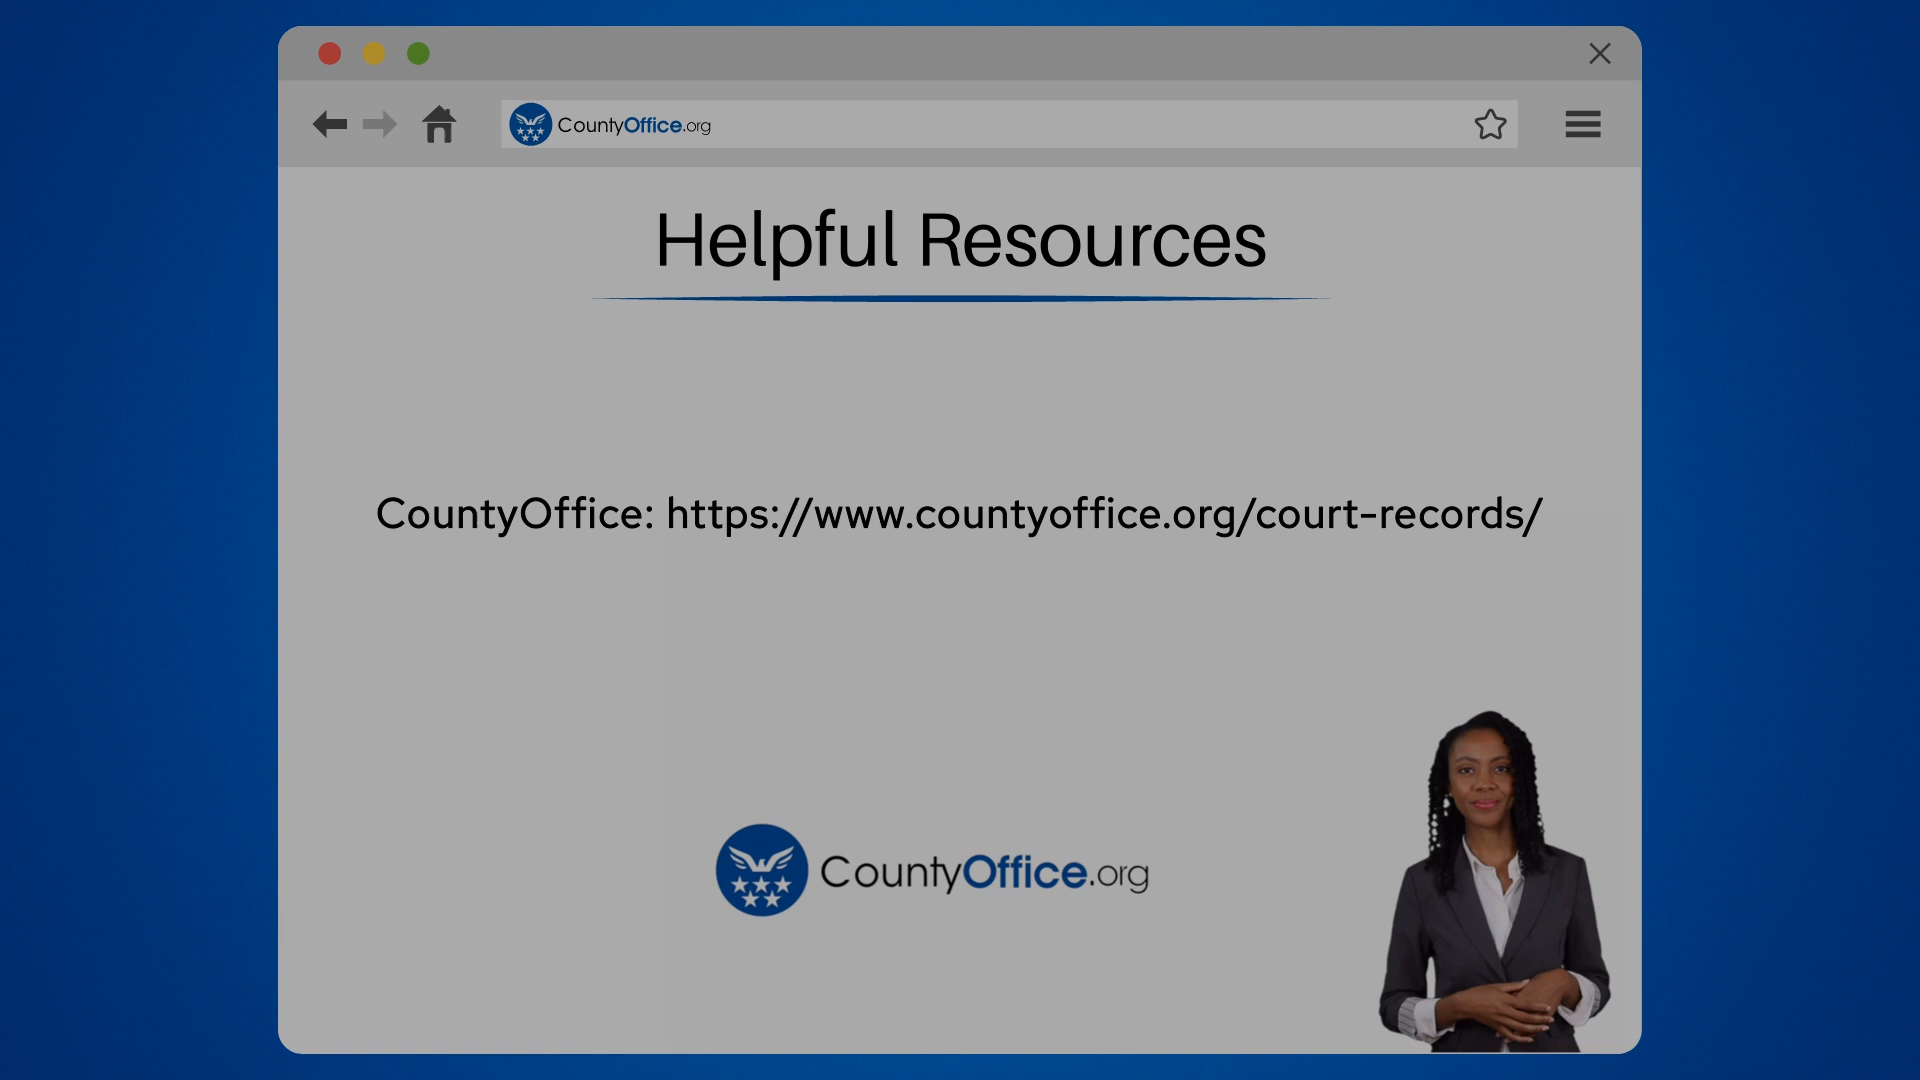 CountyOffice.org
Helpful Resources
CountyOffice: https://www.countyoffice.org/court-records/
CountyOffice.org